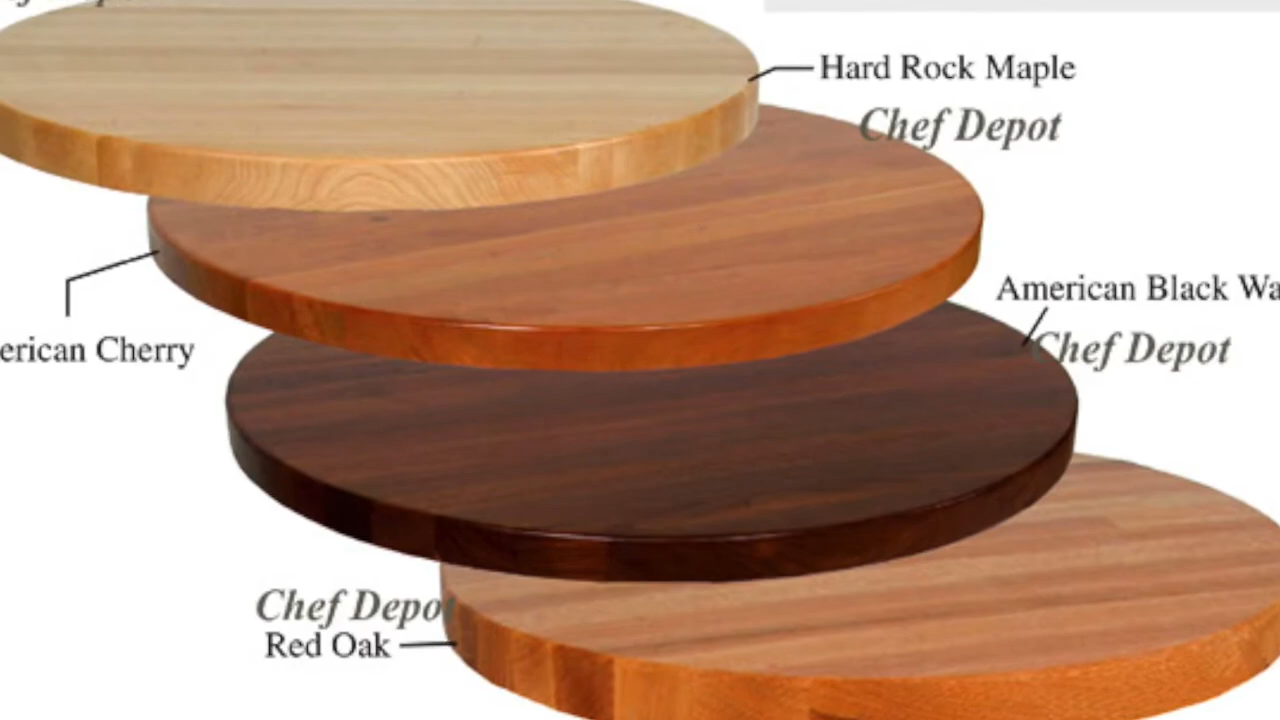 Hard Rock Maple
Chef Depot
American Black Wa
Chef Depot
erican Cherry
Chef Depot
Red Oak